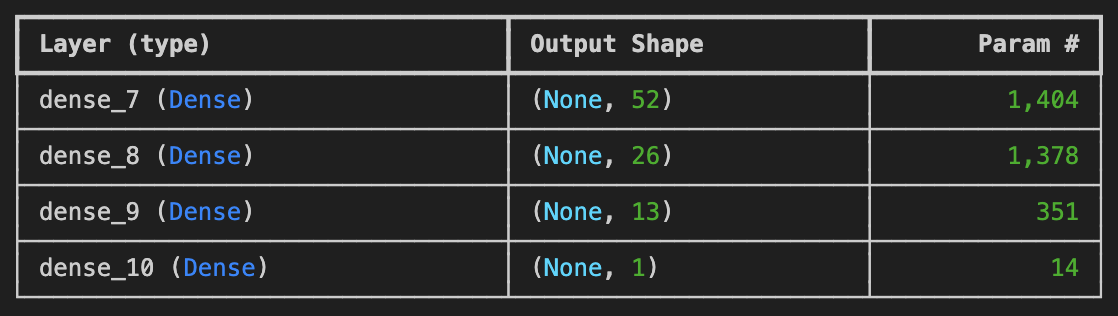 Layer (type) Output Shape Param #
dense_7 (Dense) (None, 52) 1,404
dense_8 (Dense) (None, 26) 1,378
dense_9 (Dense) (None, 13) 351
dense_10 (Dense) (None, 1) 14